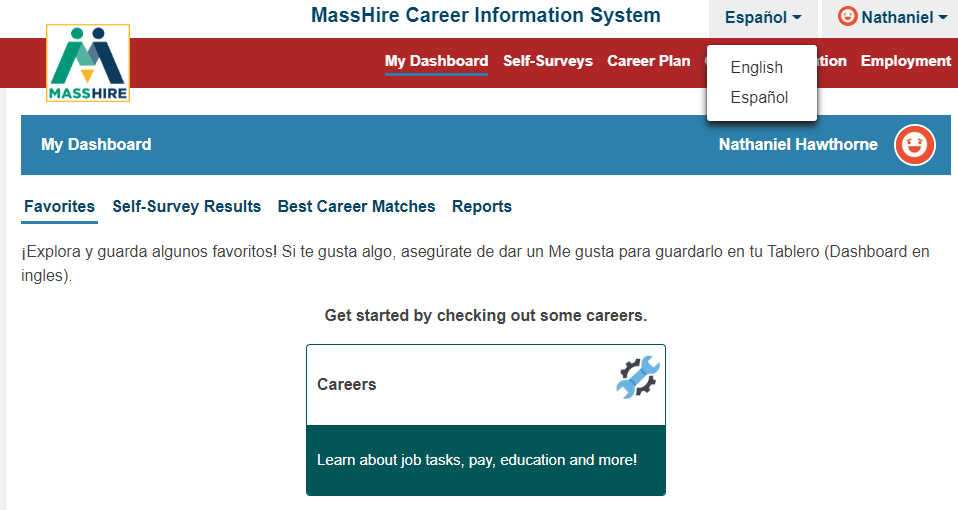 MassHire Career Information System
Español
Nathaniel
MASSHIRE
My Dashboard Self-Surveys Career Plan Employment
English
Español
My Dashboard
Nathaniel Hawthorne
Favorites Self-Survey Results Best Career Matches Reports
¡Explora y guarda algunos favoritos! Si te gusta algo, asegúrate de dar un Me gusta para guardarlo en tu Tablero (Dashboard en
ingles).
Get started by checking out some careers.
Careers
Learn about job tasks, pay, education and more!